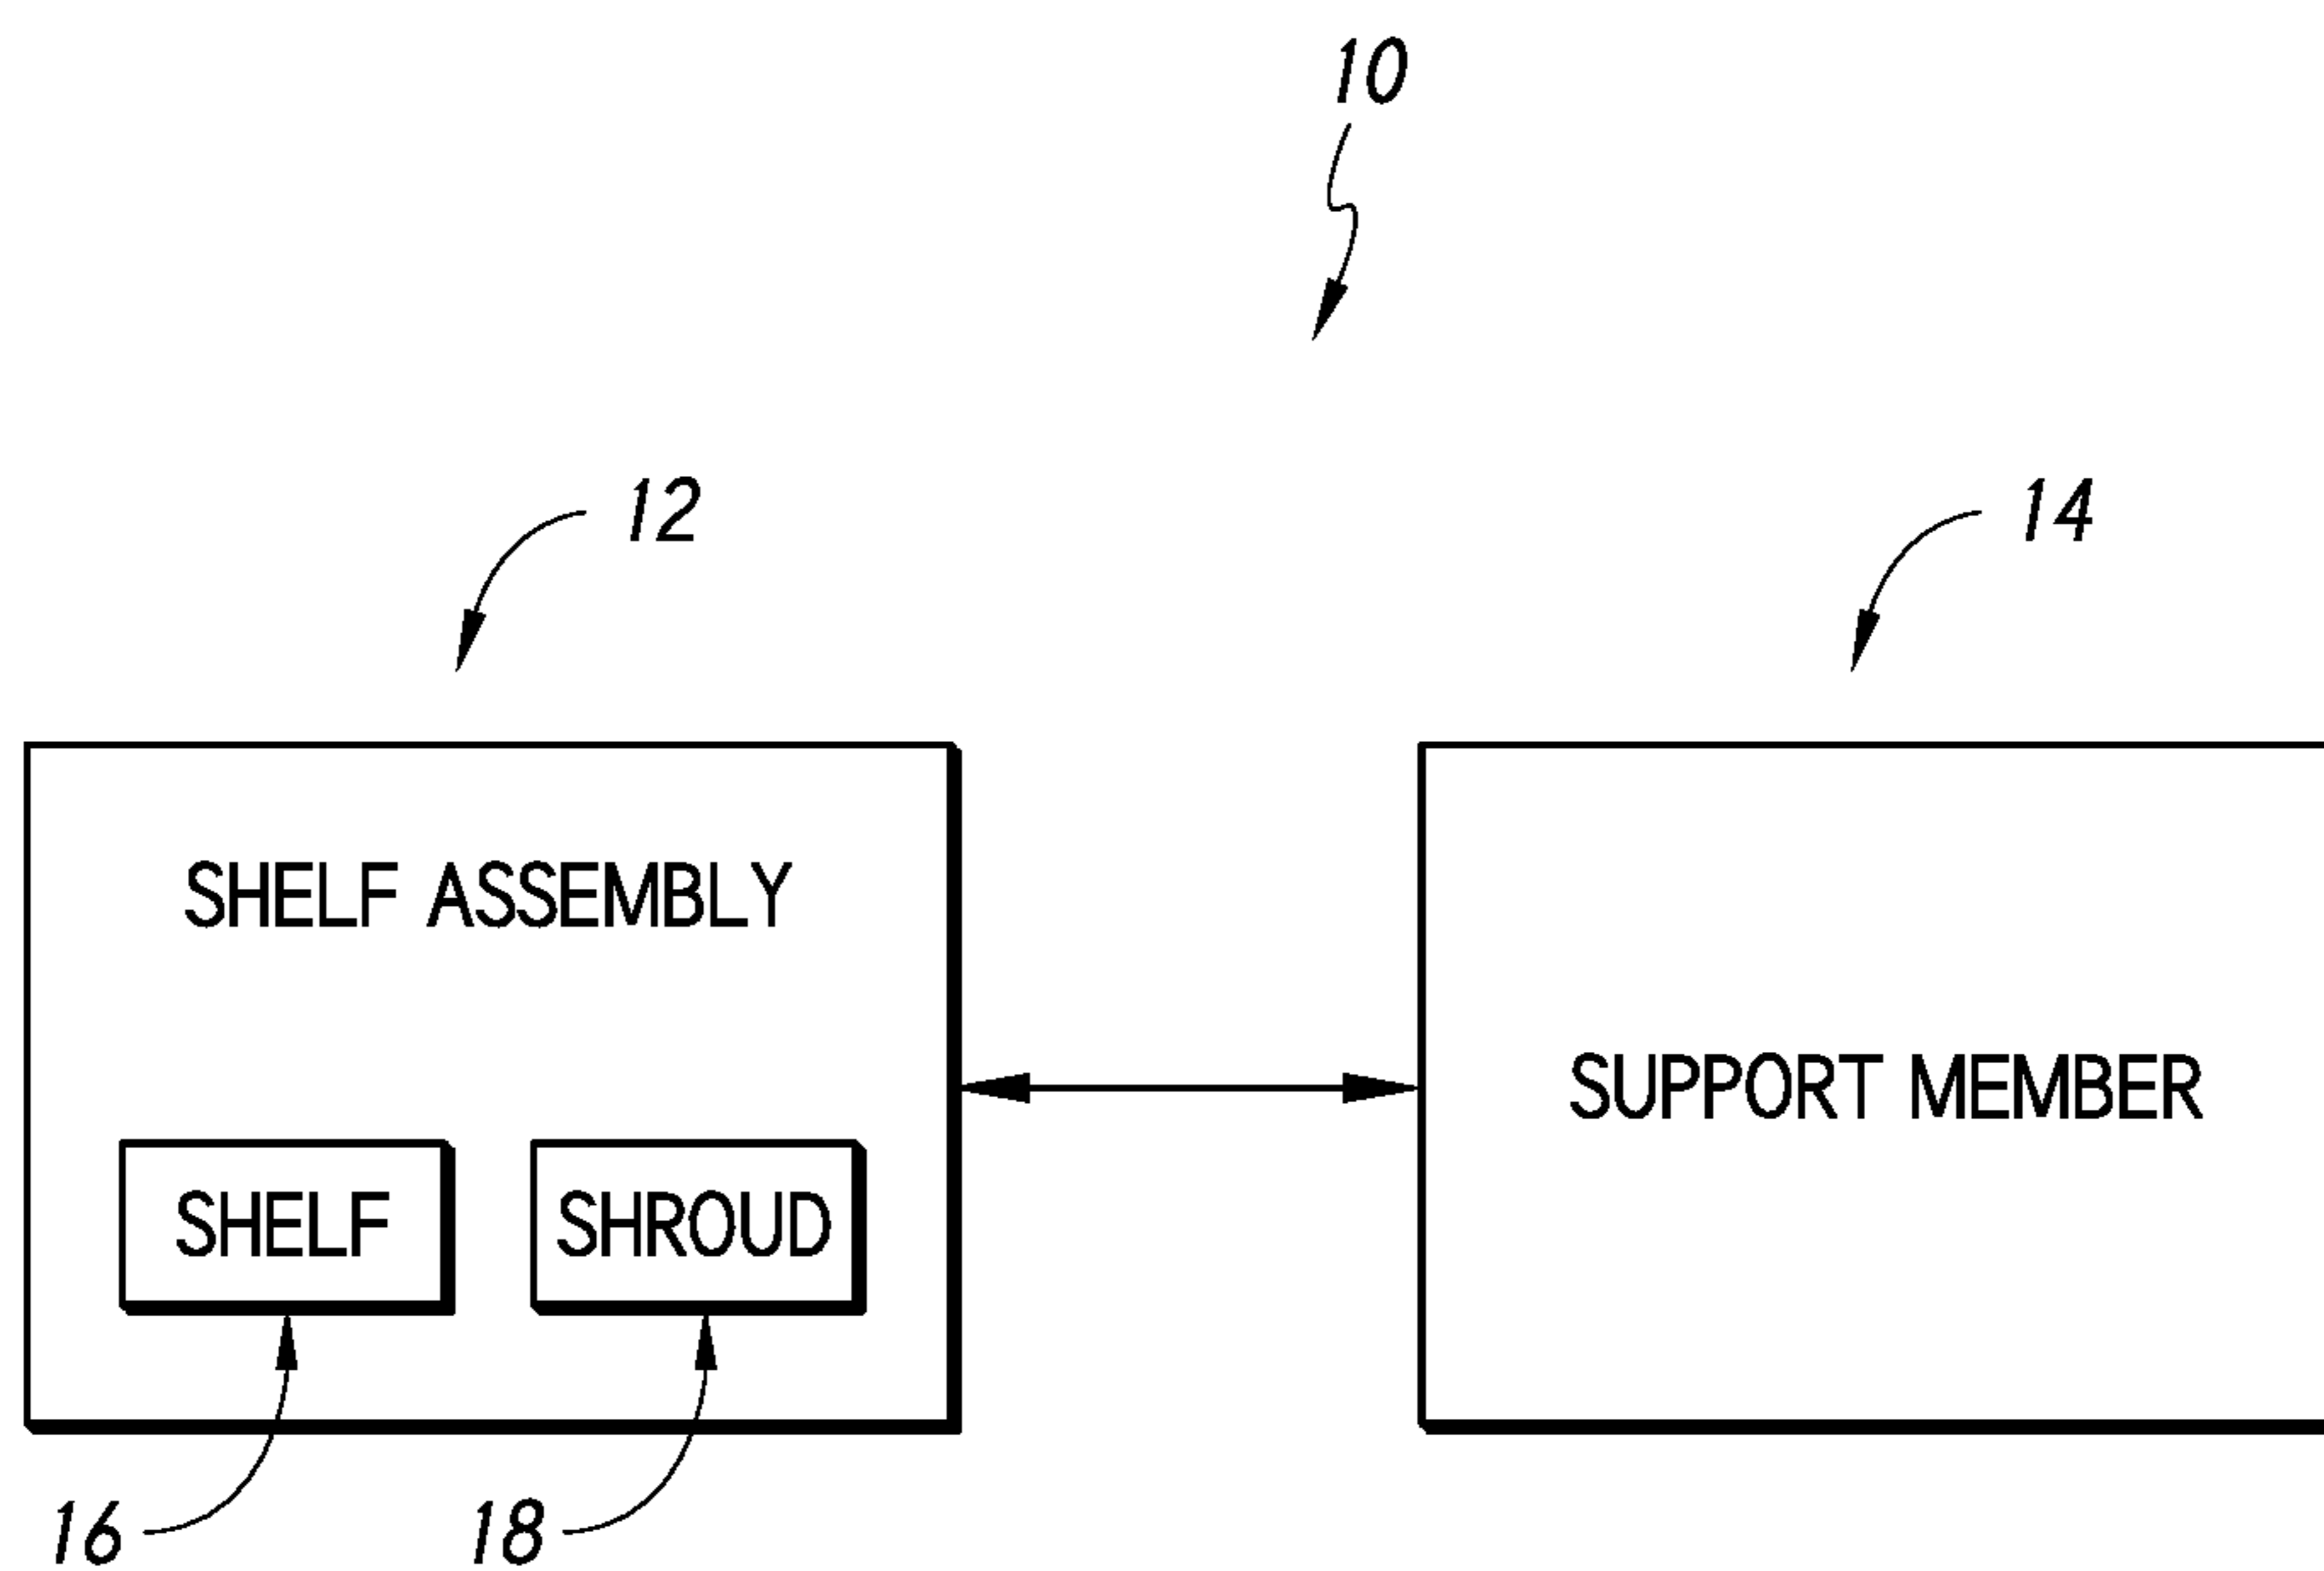 10
12
14
SHELF ASSEMBLY
SUPPORT MEMBER
SHELF
SHROUD
16
18